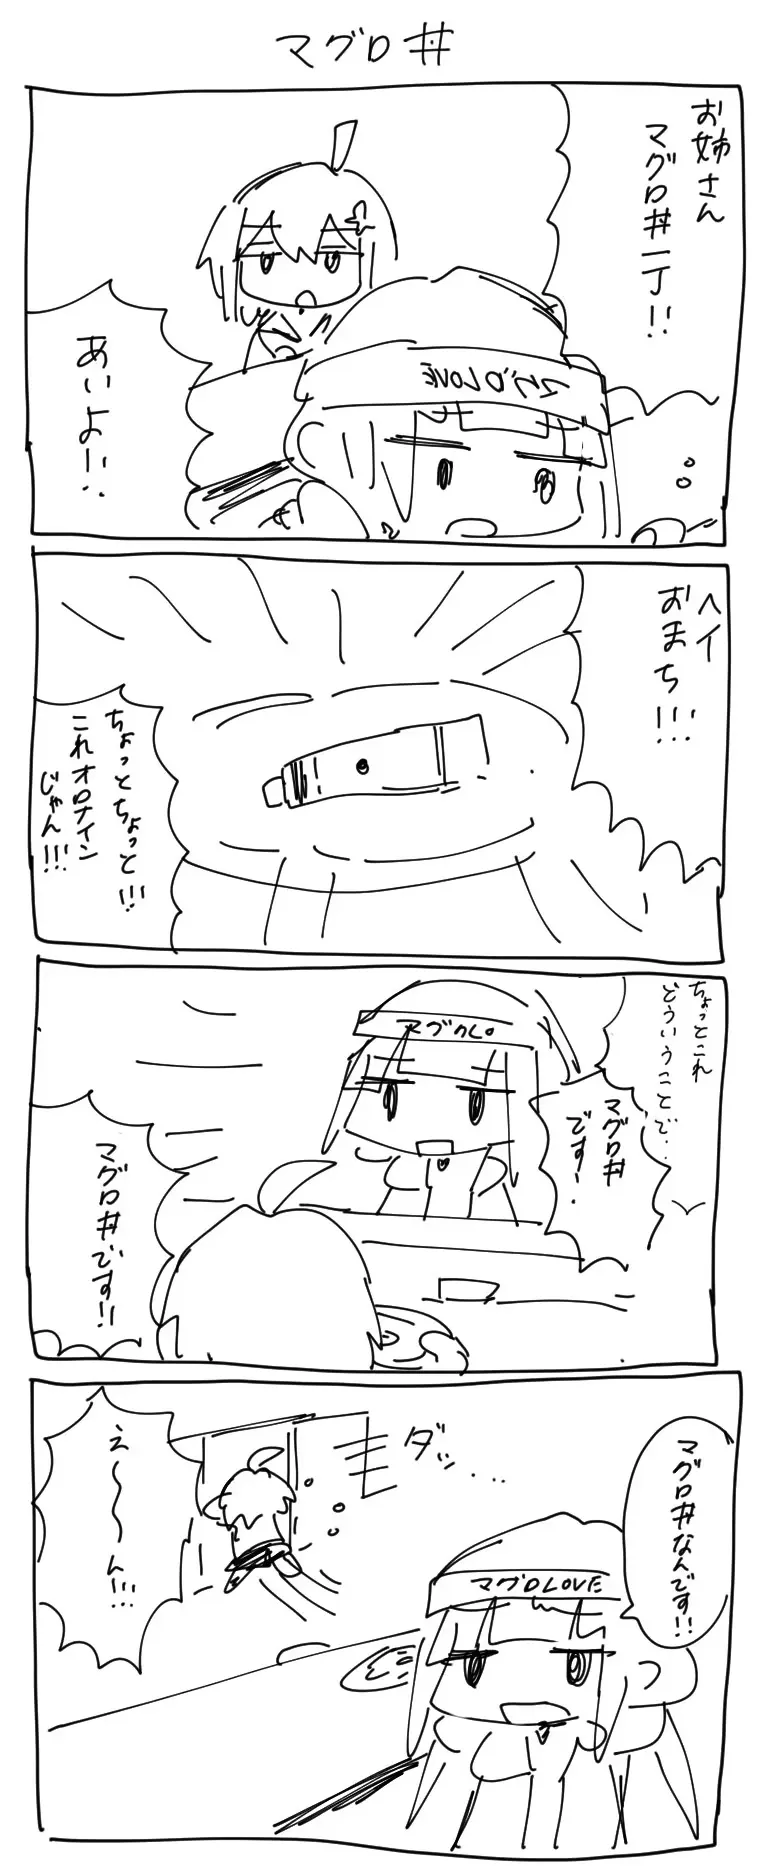 マグロ丼
お姉さん
マグロ丼一丁!!
マグロLOVE
あいよー!!
ヘイ
おまち!!!
ちょっとちょっと!!!
これオロナイン
じゃん!!!
ちょっとこれ
どういうことで…
マグロ丼
です!
マグロ丼です!!
マグロなんです!!
マグロLOVE
ダッ…
え〜〜ん!!!